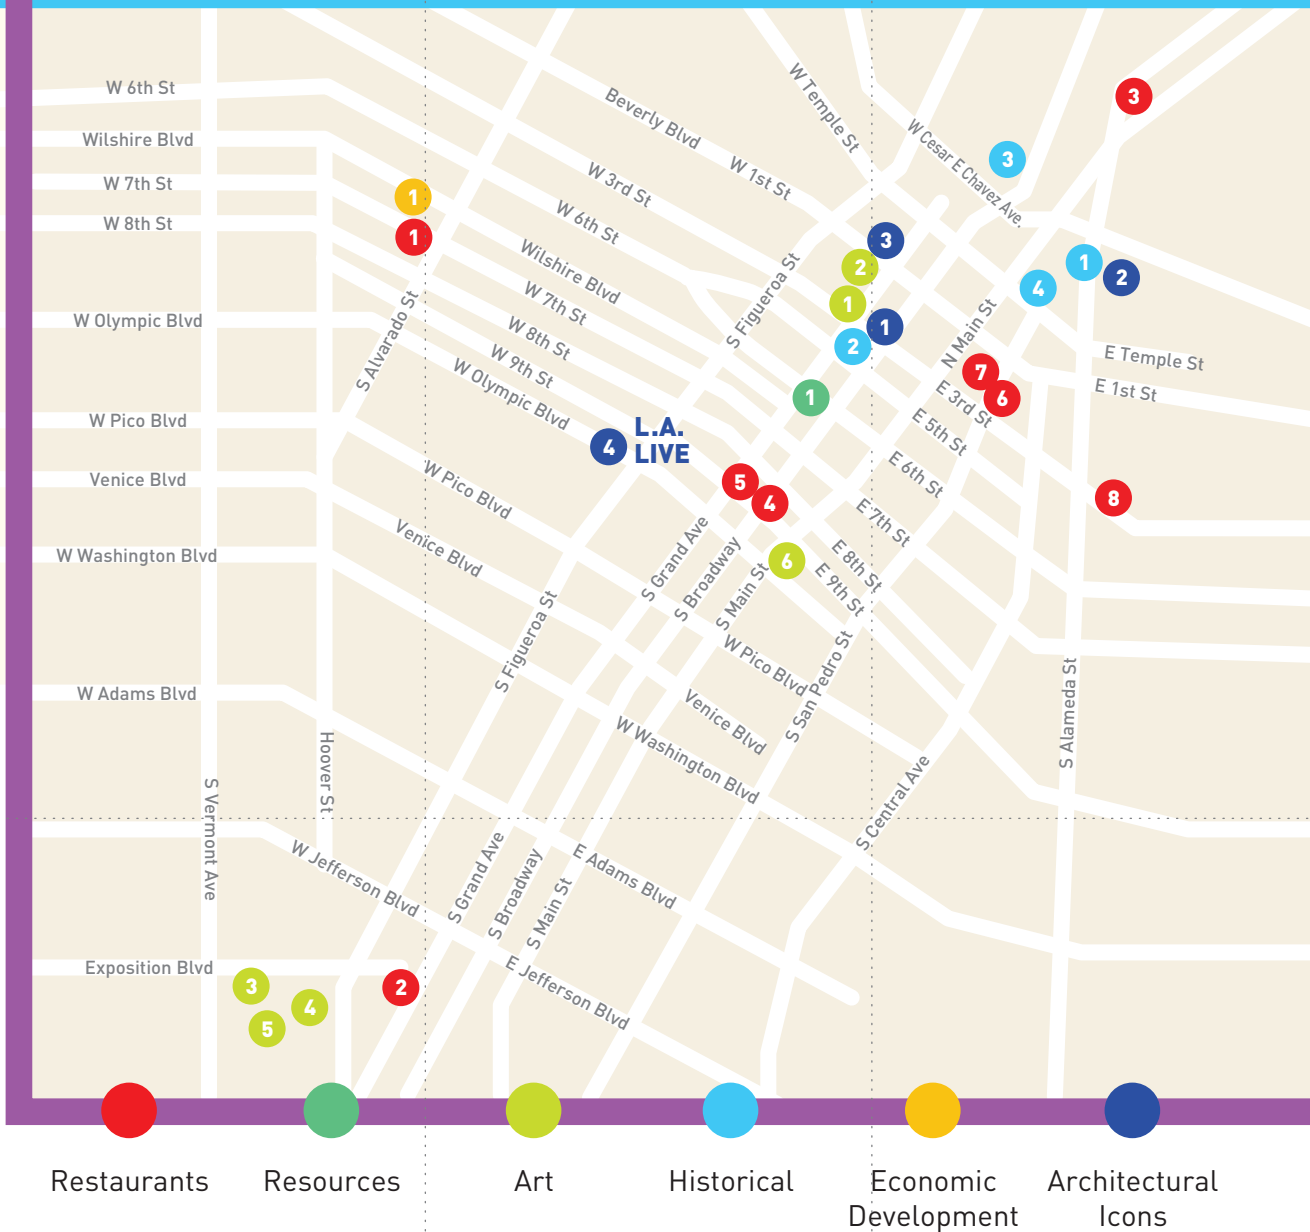 W 6th St
Wilshire Blvd
W 7th St
W 8th St
W Olympic Blvd
W Pico Blvd
Venice Blvd
W Washington Blvd
W Adams Blvd
Exposition Blvd
S Vermont Ave
Hoover St
W Jefferson Blvd
S Alvarado St
Beverly Blvd
W 1st St
W Temple St
W Cesar E Chavez Ave.
W 3rd St
W 6th St
Wilshire Blvd
W 7th St
W 8th St
W 9th St
W Olympic Blvd
W Pico Blvd
Venice Blvd
S Figueroa St
N Main St
E Temple St
E 1st St
E 3rd St
E 5th St
E 6th St
E 7th St
E 8th St
E 9th St
L.A.
LIVE
S Figueroa St
S Grand Ave
S Broadway
S Main St
W Pico Blvd
Venice Blvd
W Washington Blvd
S San Pedro St
S Central Ave
S Alameda St
S Grand Ave
S Broadway
S Main St
E Adams Blvd
E Jefferson Blvd
3
3
1
1
3
2
1
2
1
4
1
2
1
7
6
4
5
4
8
6
3
4
5
2
Restaurants
Resources
Art
Historical
Economic
Development
Architectural
Icons